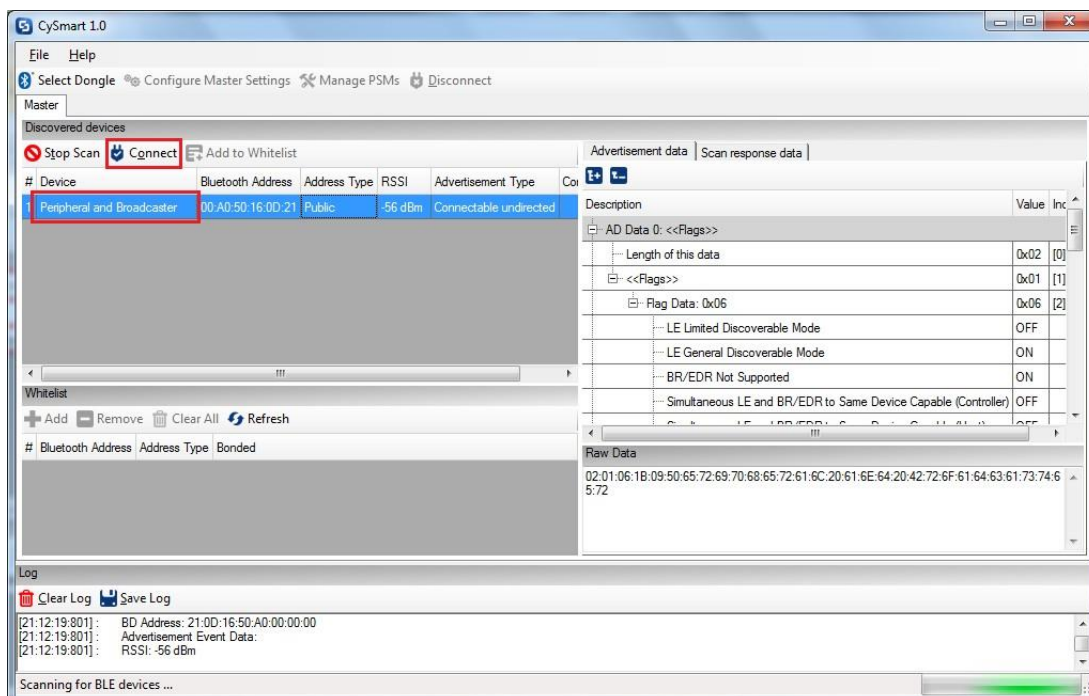 CySmart 1.0
File Help
Select Dongle Configure Master Settings Manage PSMs Disconnect
Master
Discovered devices
Stop Scan Connect Add to Whitelist
# Device Bluetooth Address Address Type RSSI Advertisement Type
1 Peripheral and Broadcaster 00:A0:50:16:0D:21 Public -56 dBm Connectable undirected
Whitelist
Add Remove Clear All Refresh
# Bluetooth Address Address Type Bonded
Advertisement data Scan response data
Description Value
AD Data 0: <<Flags>>
Length of this data 0x02 [0]
<<Flags>> 0x01 [1]
Flag Data: 0x06 0x06 [2]
LE Limited Discoverable Mode OFF
LE General Discoverable Mode ON
BR/EDR Not Supported ON
Simultaneous LE and BR/EDR to Same Device Capable (Controller) OFF
Raw Data
02:01:06:1B:09:50:65:72:69:70:68:65:72:61:6C:20:61:6E:64:20:42:72:6F:61:64:63:61:73:74:6
5:72
Log
Clear Log Save Log
[21:12:19:801] : BD Address: 21:0D:16:50:A0:00:00:00
[21:12:19:801] : Advertisement Event Data:
[21:12:19:801] : RSSI: -56 dBm
Scanning for BLE devices ...